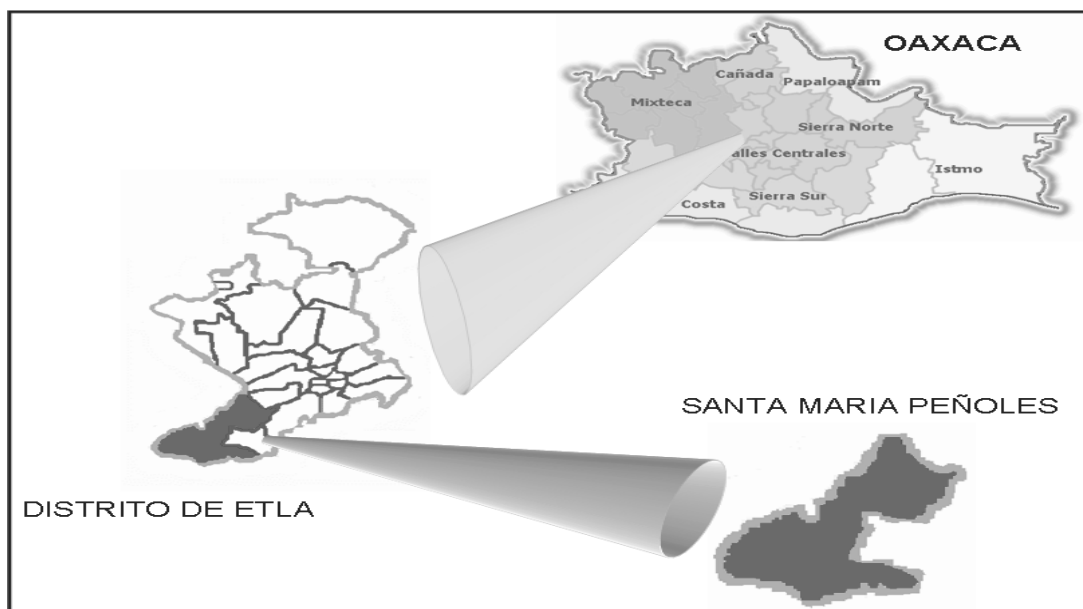 OAXACA
Cañada
Papaloapam
Mixteca
Sierra Norte
alles Centrales
Istmo
Sierra Sur
Costa
SANTA MARIA PEÑOLES
DISTRITO DE ETLA